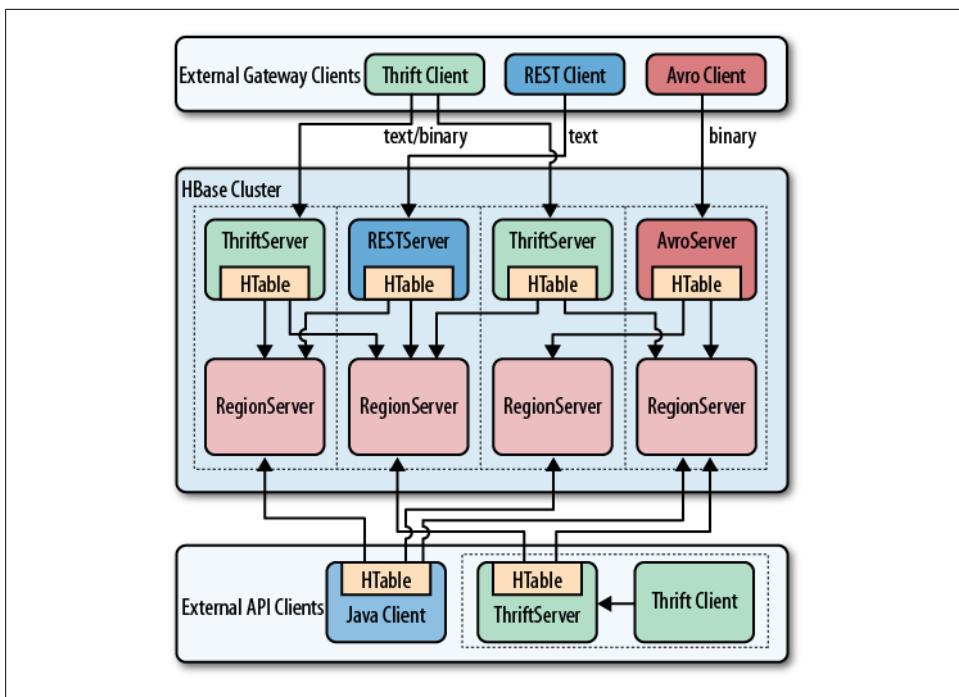 External Gateway Clients
Thrift Client
REST Client
Avro Client
text/binary
text
binary
HBase Cluster
ThriftServer
RESTServer
ThriftServer
AvroServer
HTable
HTable
HTable
HTable
RegionServer
RegionServer
RegionServer
RegionServer
External API Clients
HTable
Java Client
HTable
ThriftServer
Thrift Client